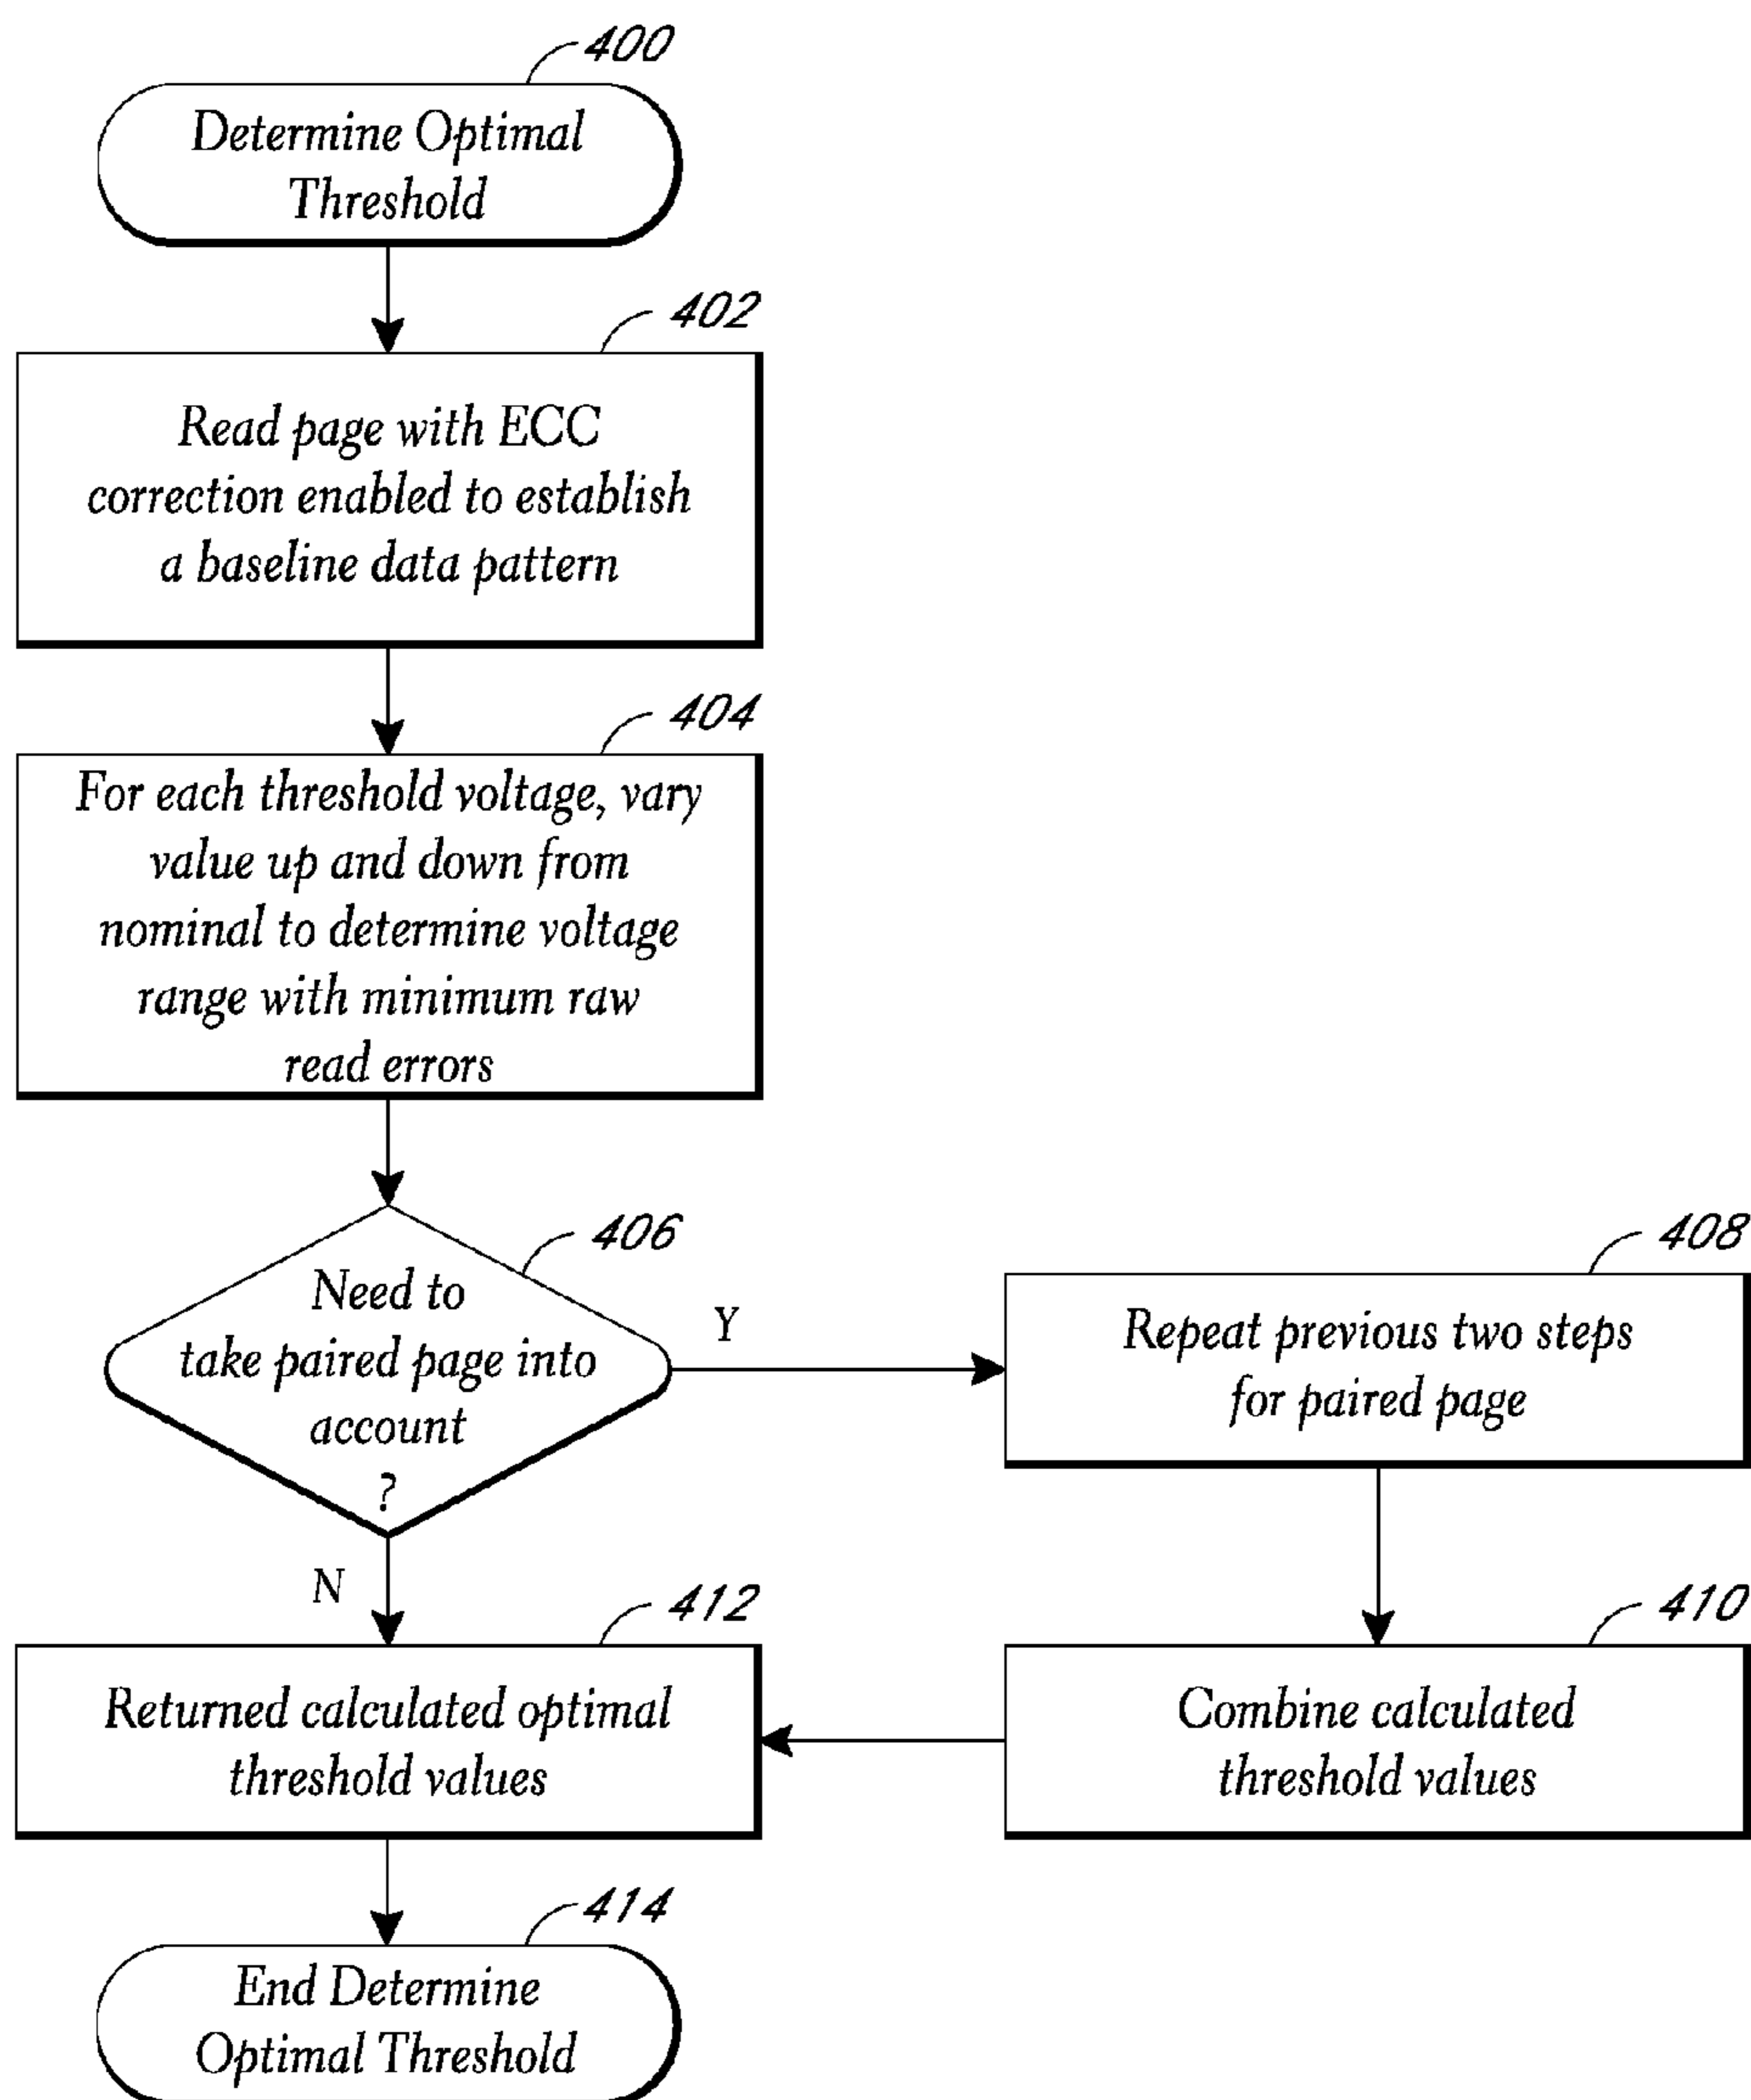 400
Determine Optimal
Threshold
402
Read page with ECC
correction enabled to establish
a baseline data pattern
404
For each threshold voltage, vary
value up and down from
nominal to determine voltage
range with minimum raw
read errors
406
Need to
take paired page into
account
?
Y
N
408
Repeat previous two steps
for paired page
410
Combine calculated
threshold values
412
Returned calculated optimal
threshold values
414
End Determine
Optimal Threshold